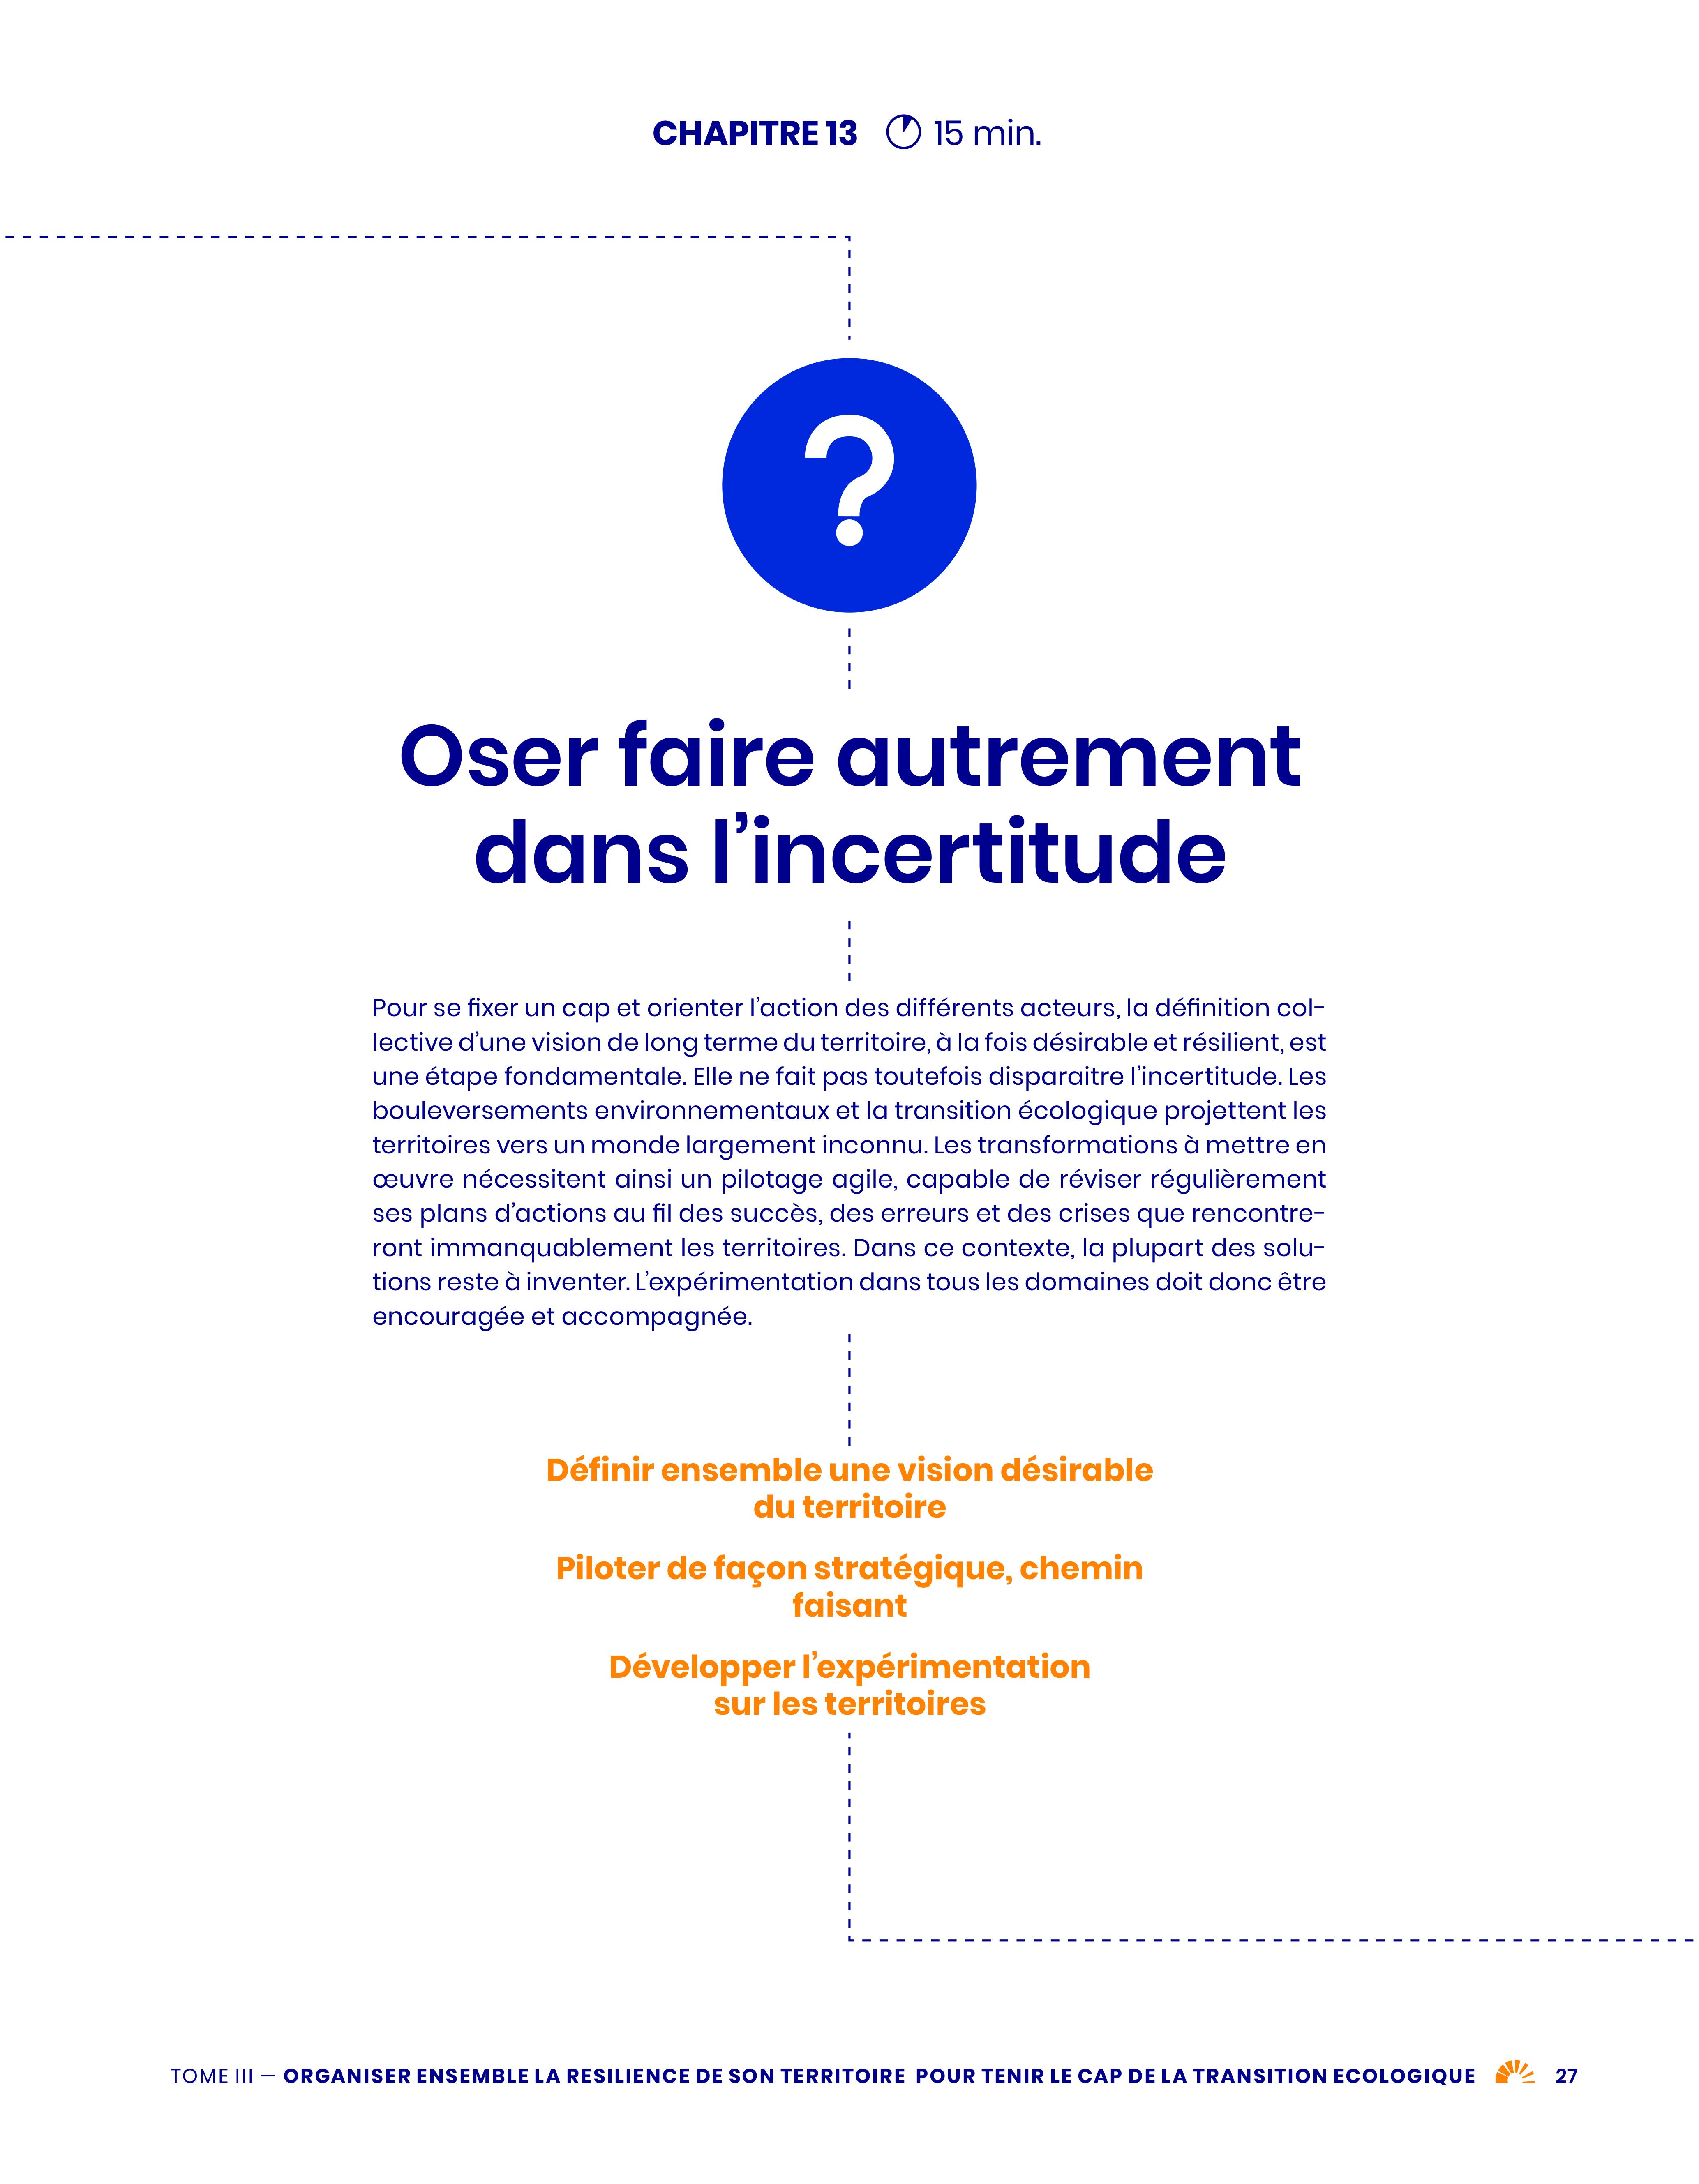 CHAPITRE 13 15 min.
?
Oser faire autrement
dans l’incertitude
Pour se fixer un cap et orienter l’action des différents acteurs, la définition col-
lective d’une vision de long terme du territoire, à la fois désirable et résilient, est
une étape fondamentale. Elle ne fait pas toutefois disparaitre l’incertitude. Les
bouleversements environnementaux et la transition écologique projettent les
territoires vers un monde largement inconnu. Les transformations à mettre en
œuvre nécessitent ainsi un pilotage agile, capable de réviser régulièrement
ses plans d’actions au fil des succès, des erreurs et des crises que rencontre-
ront immanquablement les territoires. Dans ce contexte, la plupart des solu-
tions reste à inventer. L’expérimentation dans tous les domaines doit donc être
encouragée et accompagnée.
Définir ensemble une vision désirable
du territoire
Piloter de façon stratégique, chemin
faisant
Développer l’expérimentation
sur les territoires
TOME III — ORGANISER ENSEMBLE LA RESILIENCE DE SON TERRITOIRE POUR TENIR LE CAP DE LA TRANSITION ECOLOGIQUE 27